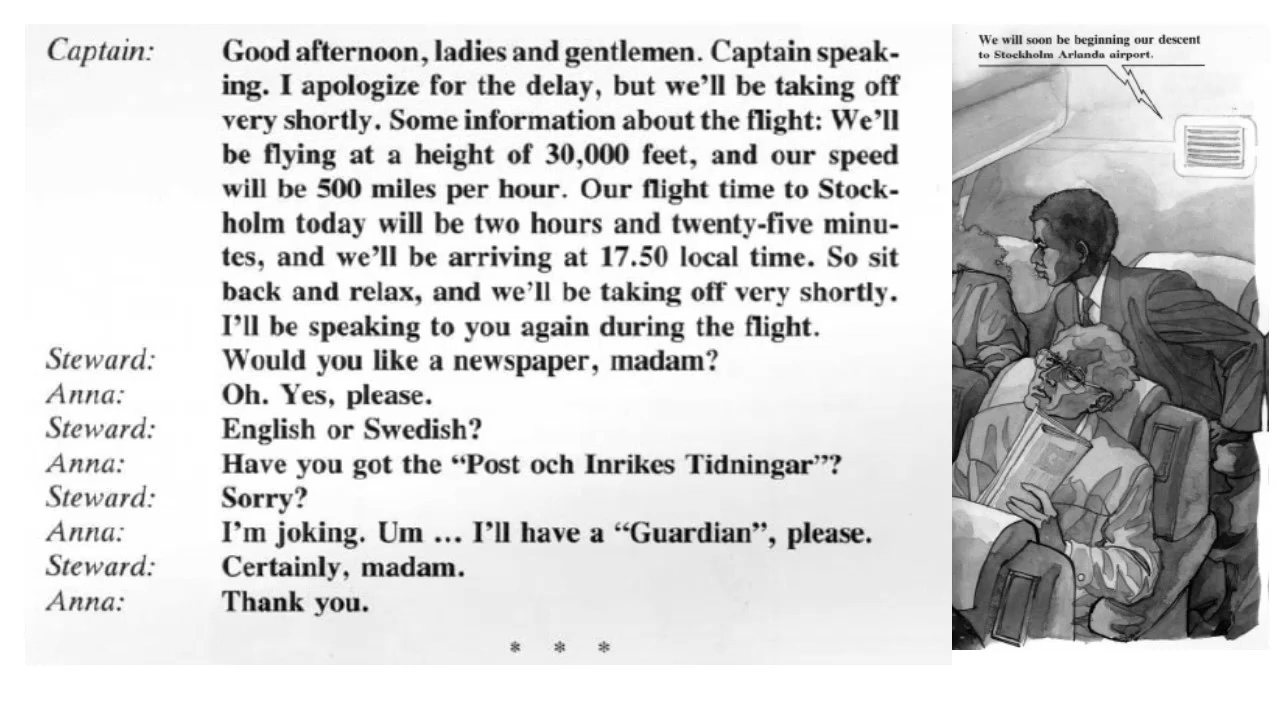 Captain: Good afternoon, ladies and gentlemen. Captain speak-
ing. I apologize for the delay, but we'll be taking off
very shortly. Some information about the flight: We'll
be flying at a height of 30,000 feet, and our speed
will be 500 miles per hour. Our flight time to Stock-
holm today will be two hours and twenty-five minu-
tes, and we'll be arriving at 17.50 local time. So sit
back and relax, and we'll be taking off very shortly.
I'll be speaking to you again during the flight.
Steward: Would you like a newspaper, madam?
Anna: Oh. Yes, please.
Steward: English or Swedish?
Anna: Have you got the “Post och Inrikes Tidningar”?
Steward: Sorry?
Anna: I'm joking. Um ... I'll have a “Guardian”, please.
Steward: Certainly, madam.
Anna: Thank you.
* * *
We will soon be beginning our descent
to Stockholm Arlanda airport.